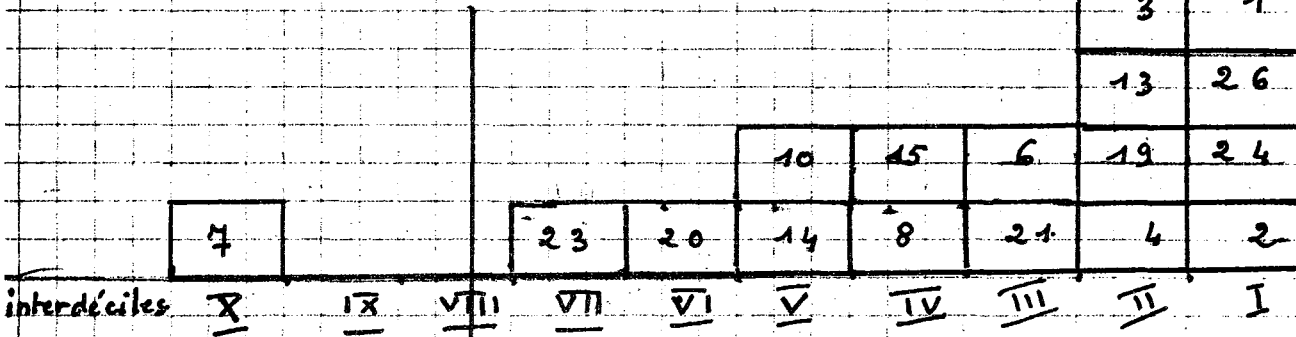 3 1
13 26
10 15 6 19 24
7 23 20 14 8 21 4 2
interdéciles X IX VIII VII VI V IV III II I